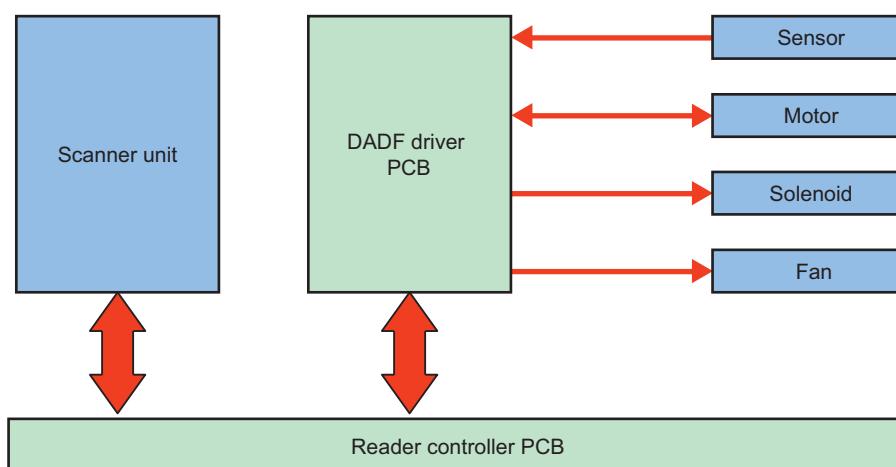 Sensor
Motor
Scanner unit
DADF driver
PCB
Solenoid
Fan
Reader controller PCB